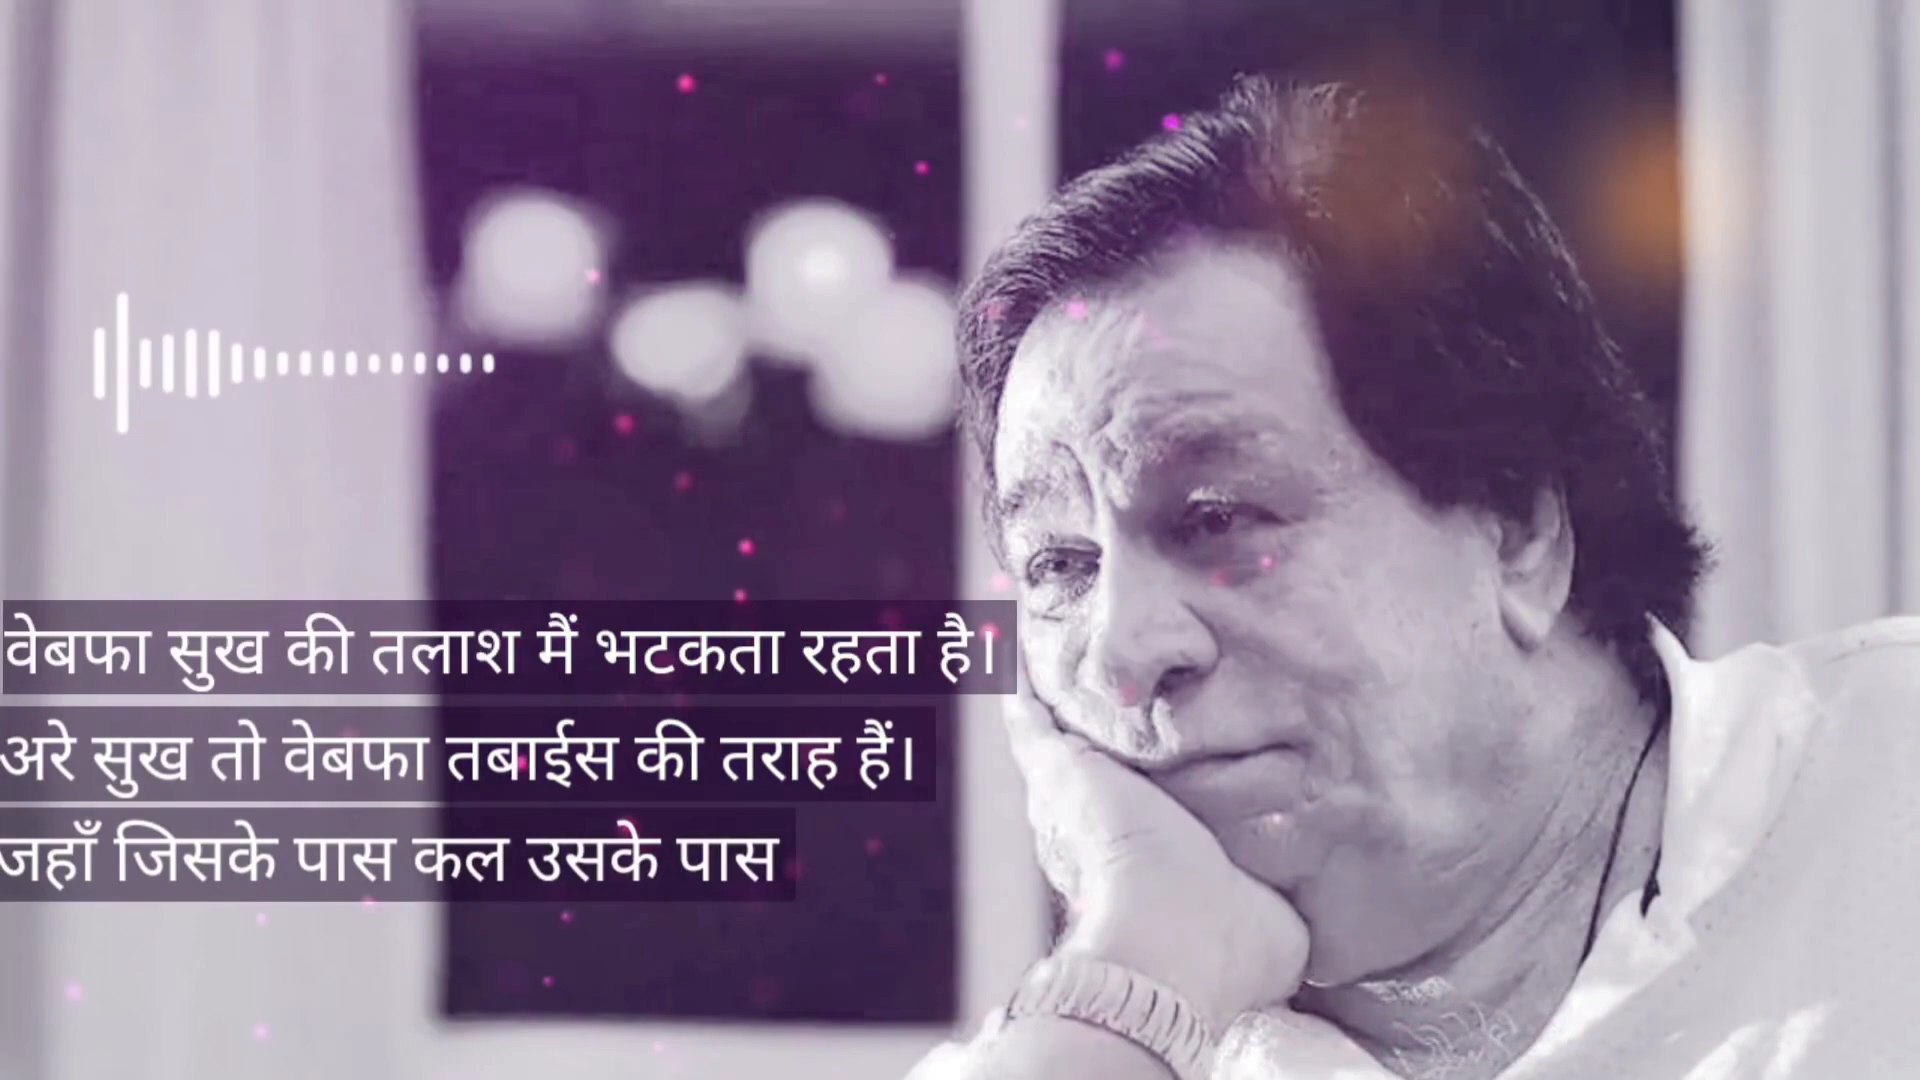 वेबफा सुख की तलाश मैं भटकता रहता है।
अरे सुख तो वेबफा तबाईस की तराह हैं।
जहाँ जिसके पास कल उसके पास